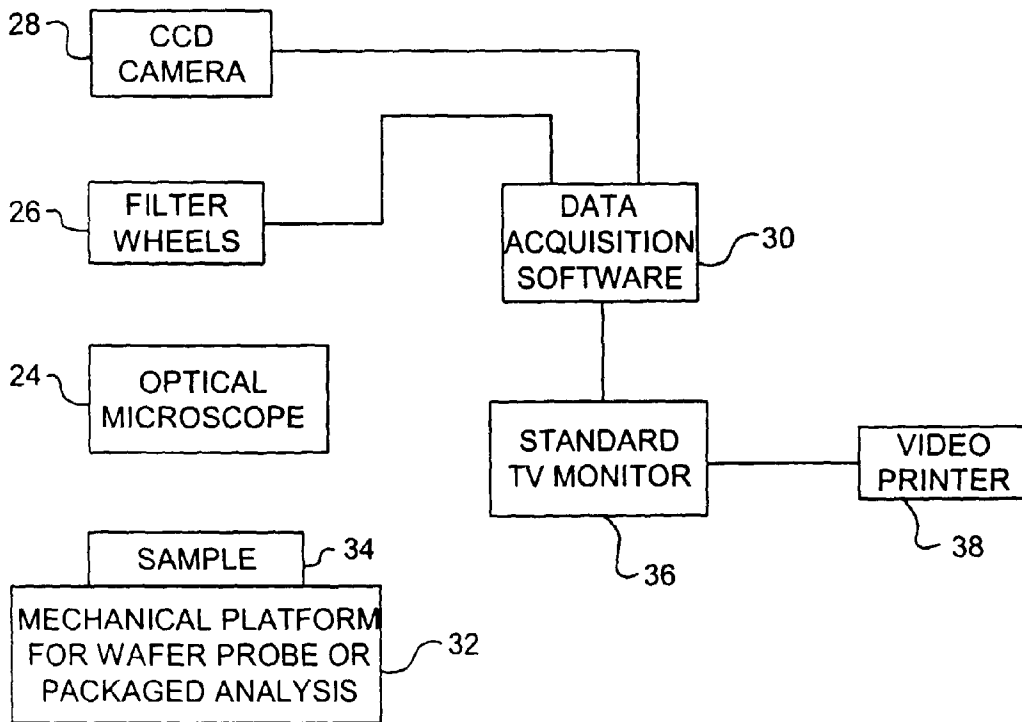 28
CCD
CAMERA
26
FILTER
WHEELS
DATA
ACQUISITION
SOFTWARE
30
24
OPTICAL
MICROSCOPE
STANDARD
TV MONITOR
36
VIDEO
PRINTER
38
SAMPLE
34
MECHANICAL PLATFORM
FOR WAFER PROBE OR
PACKAGED ANALYSIS
32